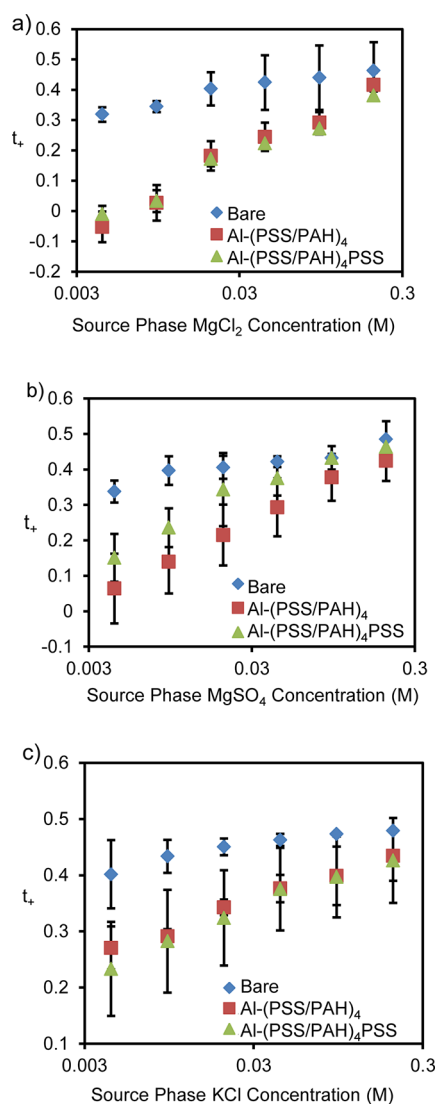 a)
0.6
0.5
0.4
0.3
0.2
0.1
0
-0.1
-0.2
t₊
Bare
Al-(PSS/PAH)₄
Al-(PSS/PAH)₄PSS
0.003 0.03 0.3
Source Phase MgCl₂ Concentration (M)
b)
0.6
0.5
0.4
0.3
0.2
0.1
0
-0.1
t₊
Bare
Al-(PSS/PAH)₄
Al-(PSS/PAH)₄PSS
0.003 0.03 0.3
Source Phase MgSO₄ Concentration (M)
c)
0.6
0.5
0.4
0.3
0.2
0.1
t₊
Bare
Al-(PSS/PAH)₄
Al-(PSS/PAH)₄PSS
0.003 0.03 0.3
Source Phase KCl Concentration (M)